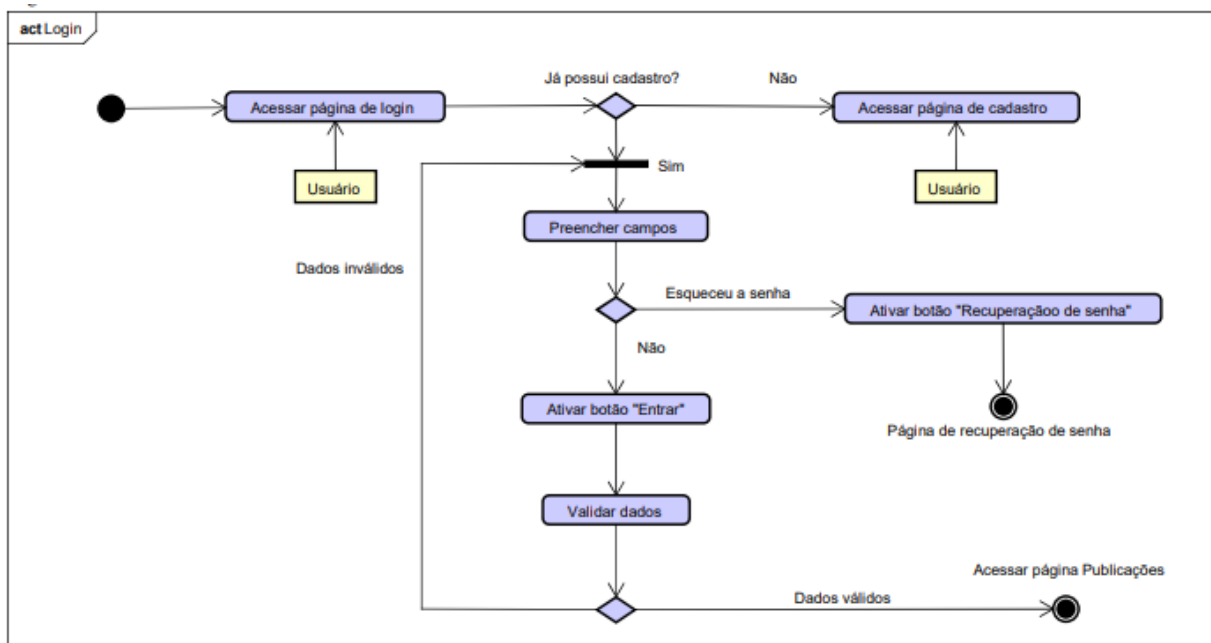 act Login
Já possui cadastro?
Não
Acessar página de login
Acessar página de cadastro
Sim
Usuário
Usuário
Preencher campos
Dados inválidos
Esqueceu a senha
Ativar botão "Recuperaçãoo de senha"
Não
Ativar botão "Entrar"
Página de recuperação de senha
Validar dados
Acessar página Publicações
Dados válidos